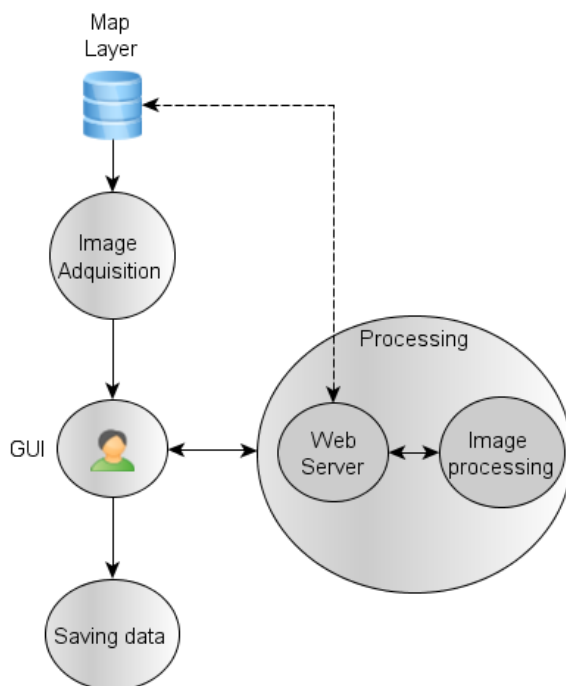 Map
Layer
Image
Adquisition
Processing
GUI
Web
Server
Image
processing
Saving data